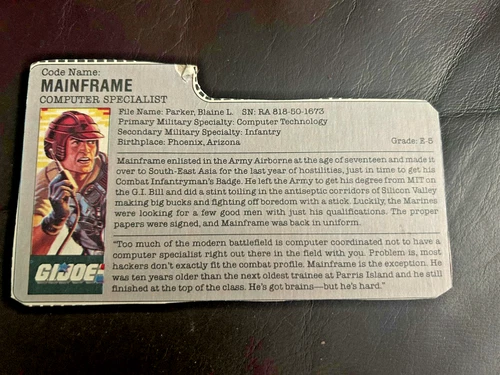 Code Name:
MAINFRAME
COMPUTER SPECIALIST
File Name: Parker, Blaine L. SN: RA 818-50-1673
Primary Military Specialty: Computer Technology
Secondary Military Specialty: Infantry
Birthplace: Phoenix, Arizona Grade: E-5
Mainframe enlisted in the Army Airborne at the age of seventeen and made it
over to South-East Asia for the last year of hostilities, just in time to get his
Combat Infantryman's Badge. He left the Army to get his degree from MIT on
the G.I. Bill and did a stint toiling in the antiseptic corridors of Silicon Valley
making big bucks and fighting off boredom with a stick. Luckily, the Marines
were looking for a few good men with just his qualifications. The proper
papers were signed, and Mainframe was back in uniform.
"Too much of the modern battlefield is computer coordinated not to have a
computer specialist right out there in the field with you. Problem is, most
hackers don't exactly fit the combat profile. Mainframe is the exception. He
was ten years older than the next oldest trainee at Parris Island and he still
finished at the top of the class. He's got brains—but he's hard."
G.I. JOE